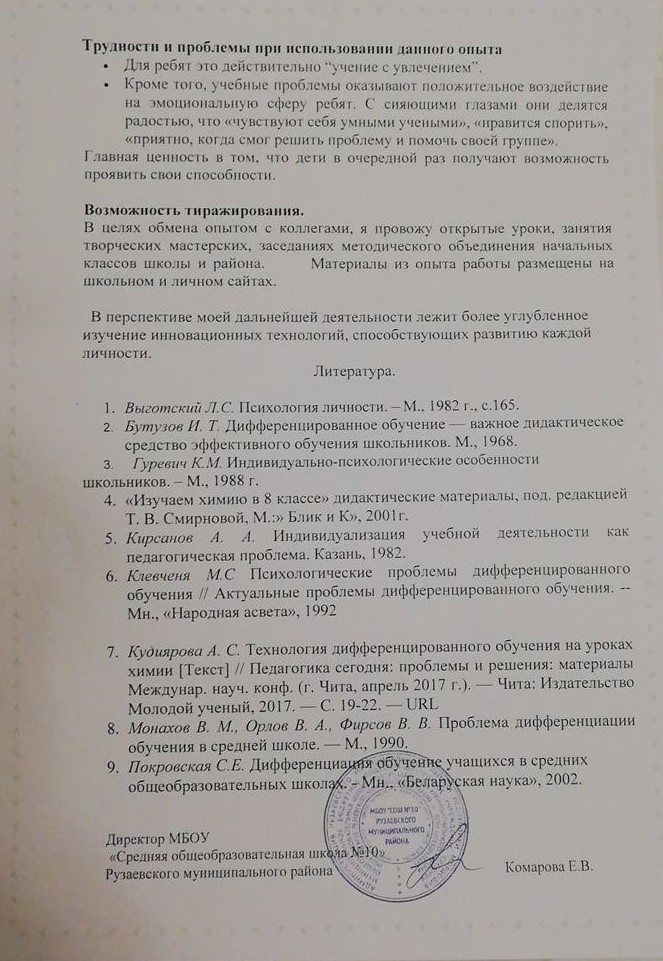 Трудности и проблемы при использовании данного опыта
• Для ребят это действительно “учение с увлечением”.
• Кроме того, учебные проблемы оказывают положительное воздействие
на эмоциональную сферу ребят. С сияющими глазами они делятся
радостью, что «чувствуют себя умными учеными», «нравится спорить»,
«приятно, когда смог решить проблему и помочь своей группе».
Главная ценность в том, что дети в очередной раз получают возможность
проявить свои способности.
Возможность тиражирования.
В целях обмена опытом с коллегами, я провожу открытые уроки, занятия
творческих мастерских, заседаниях методического объединения начальных
классов школы и района. Материалы из опыта работы размещены на
школьном и личном сайтах.
В перспективе моей дальнейшей деятельности лежит более углубленное
изучение инновационных технологий, способствующих развитию каждой
личности.
Литература.
1. Выготский Л.С. Психология личности. – М., 1982 г., с.165.
2. Бутузов И. Т. Дифференцированное обучение — важное дидактическое
средство эффективного обучения школьников. М., 1968.
3. Гуревич К.М. Индивидуально-психологические особенности
школьников. – М., 1988 г.
4. «Изучаем химию в 8 классе» дидактические материалы, под. редакцией
Т. В. Смирновой, М.:» Блик и К», 2001г.
5. Кирсанов А. А. Индивидуализация учебной деятельности как
педагогическая проблема. Казань, 1982.
6. Клевченя М.С Психологические проблемы дифференцированного
обучения // Актуальные проблемы дифференцированного обучения. --
Мн., «Народная асвета», 1992
7. Кудиярова А. С. Технология дифференцированного обучения на уроках
химии [Текст] // Педагогика сегодня: проблемы и решения: материалы
Междунар. науч. конф. (г. Чита, апрель 2017 г.). — Чита: Издательство
Молодой ученый, 2017. — С. 19-22. — URL
8. Монахов В. М., Орлов В. А., Фирсов В. В. Проблема дифференциации
обучения в средней школе. — М., 1990.
9. Покровская С.Е. Дифференциация обучение учащихся в средних
общеобразовательных школах. - Мн., «Беларуская наука», 2002.
МБОУ "СОШ №10"
РУЗАЕВСКОГО
МУНИЦИПАЛЬНОГО
РАЙОНА
Директор МБОУ
«Средняя общеобразовательная школа №10»
Рузаевского муниципального района Комарова Е.В.